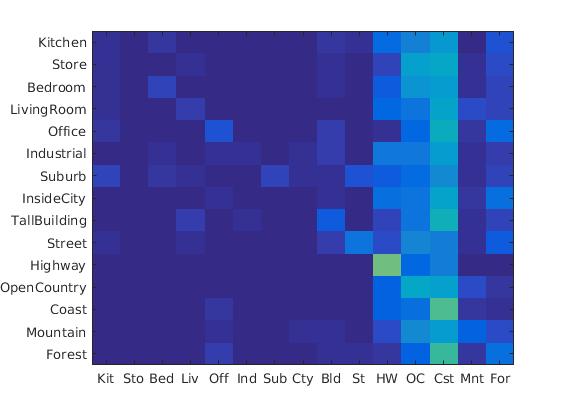 Kitchen
Store
Bedroom
LivingRoom
Office
Industrial
Suburb
InsideCity
TallBuilding
Street
Highway
OpenCountry
Coast
Mountain
Forest
Kit Sto Bed Liv Off Ind Sub Cty Bld St HW OC Cst Mnt For